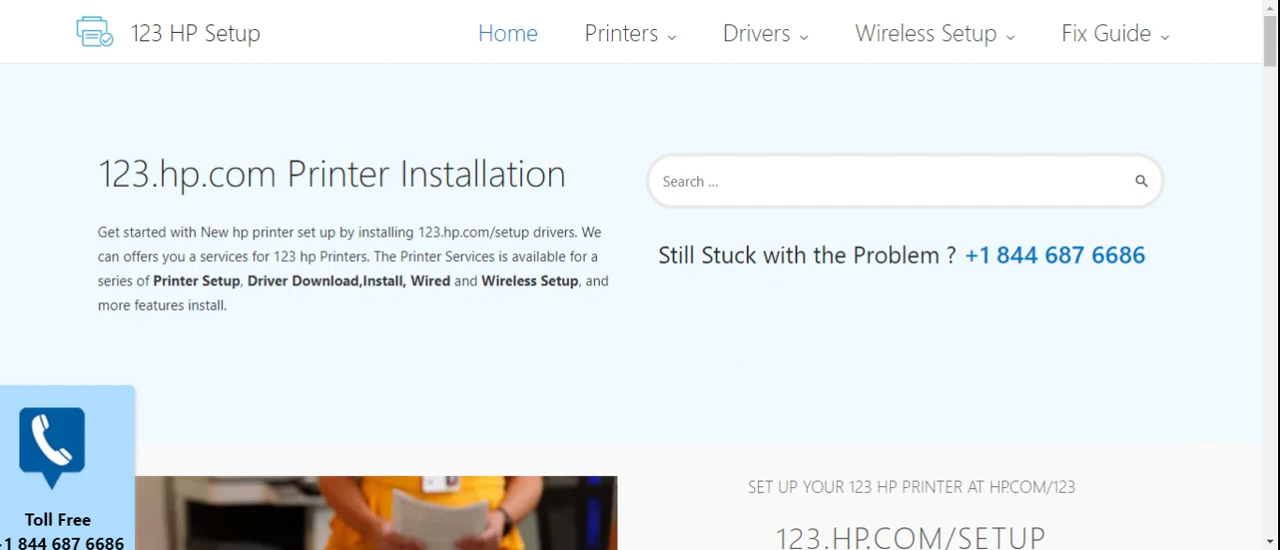 123 HP Setup
Home
Printers
Drivers
Wireless Setup
Fix Guide
123.hp.com Printer Installation
Get started with New hp printer set up by installing 123.hp.com/setup drivers. We
can offers you a services for 123 hp Printers. The Printer Services is available for a
series of Printer Setup, Driver Download,Install, Wired and Wireless Setup, and
more features install.
Search ...
Still Stuck with the Problem ? +1 844 687 6686
Toll Free
+1 844 687 6686
SET UP YOUR 123 HP PRINTER AT HP.COM/123
123.HP.COM/SETUP